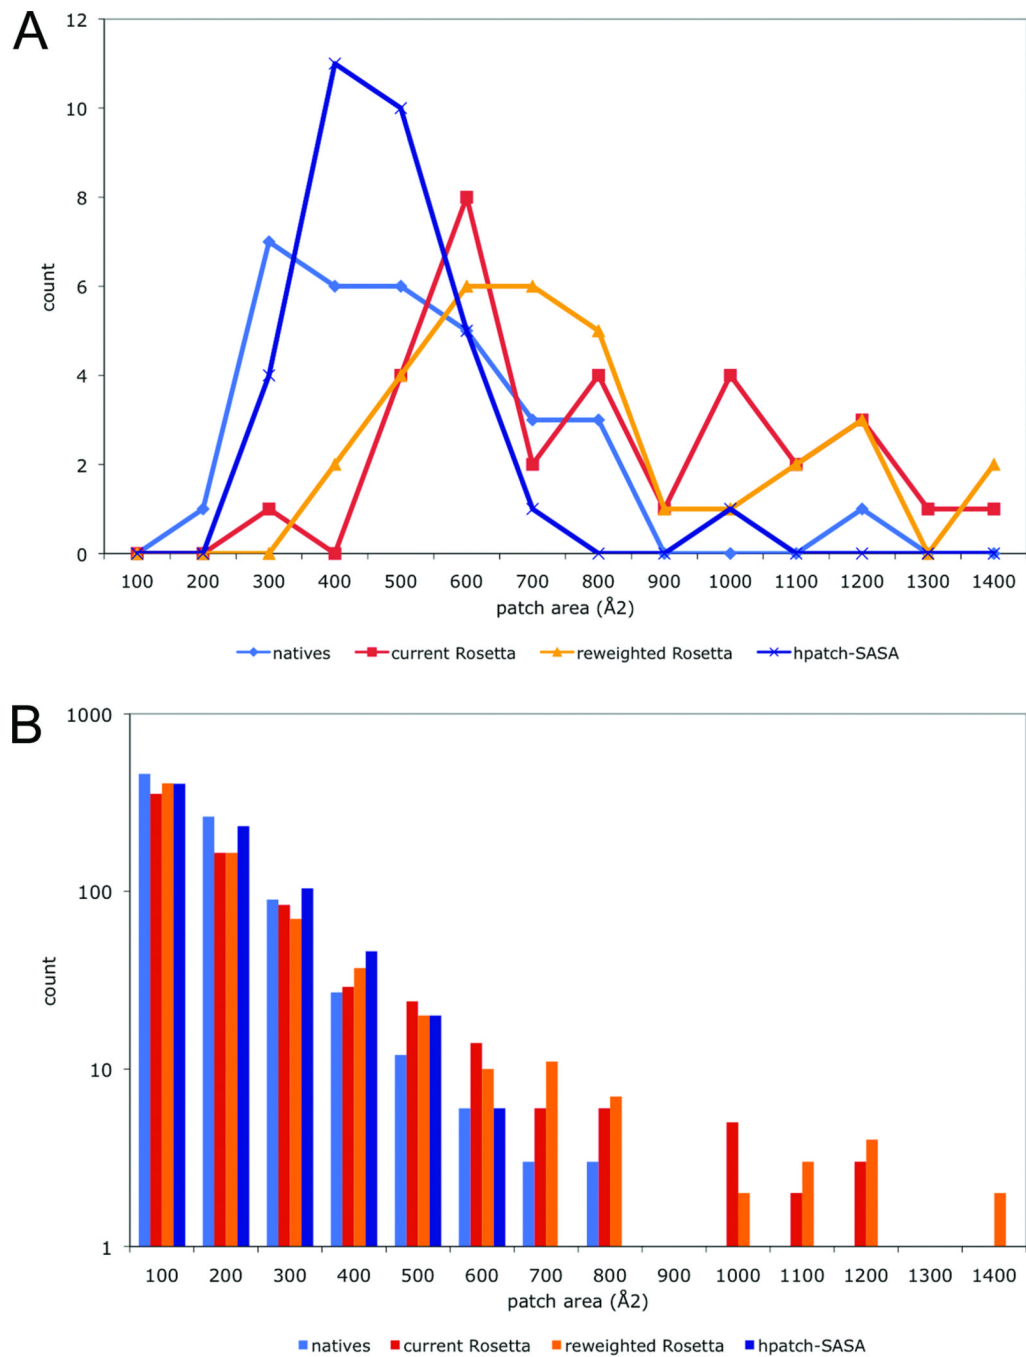 A
12
10
8
6
4
2
0
count
100 200 300 400 500 600 700 800 900 1000 1100 1200 1300 1400
patch area (Å2)
natives current Rosetta reweighted Rosetta hpatch-SASA
B
1000
100
10
1
count
100 200 300 400 500 600 700 800 900 1000 1100 1200 1300 1400
patch area (Å2)
natives current Rosetta reweighted Rosetta hpatch-SASA